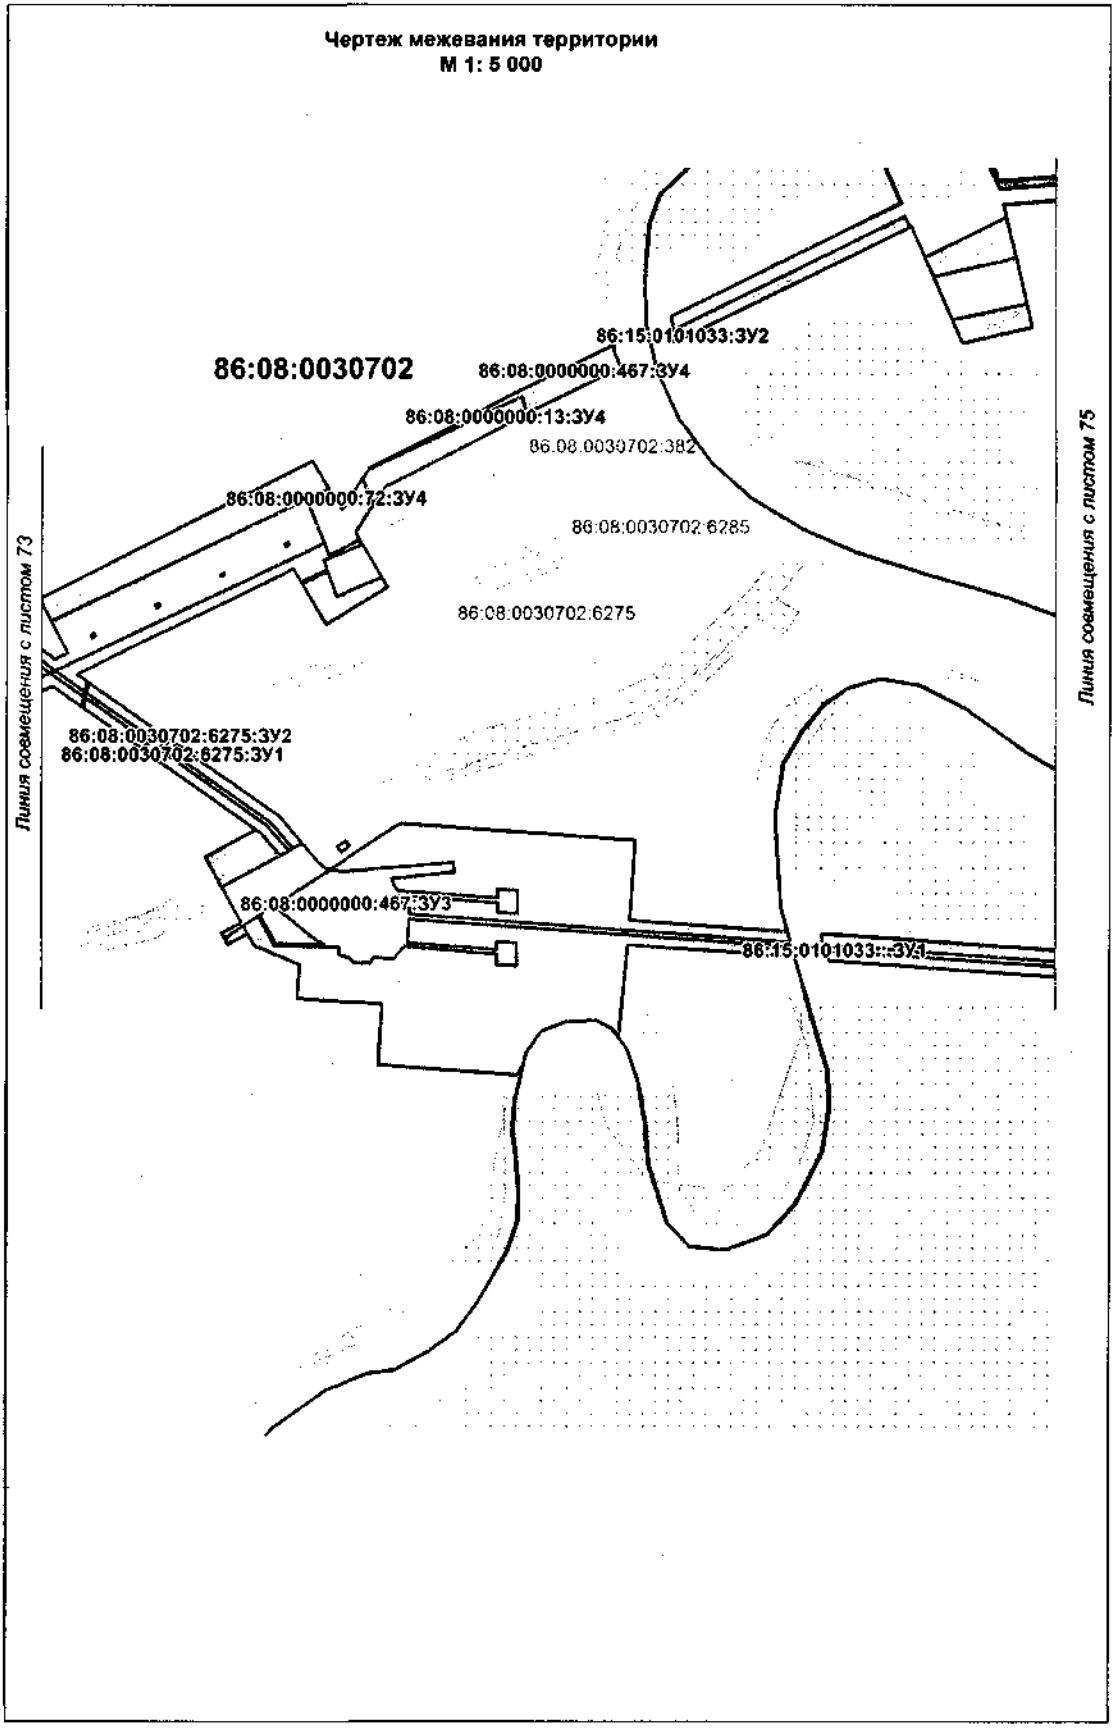 Чертеж межевания территории
М 1: 5 000
86:15:0101033:ЗУ2
86:08:0030702
86:08:0000000:467:ЗУ4
86:08:0000000:13:ЗУ4
86:08:0030702:382
86:08:0000000:72:ЗУ4
86:08:0030702:6285
86:08:0030702:6275
Линия совмещения с листом 73
Линия совмещения с листом 75
86:08:0030702:6275:ЗУ2
86:08:0030702:6275:ЗУ1
86:08:0000000:467:ЗУ3
86:15:0101033:::ЗУ1